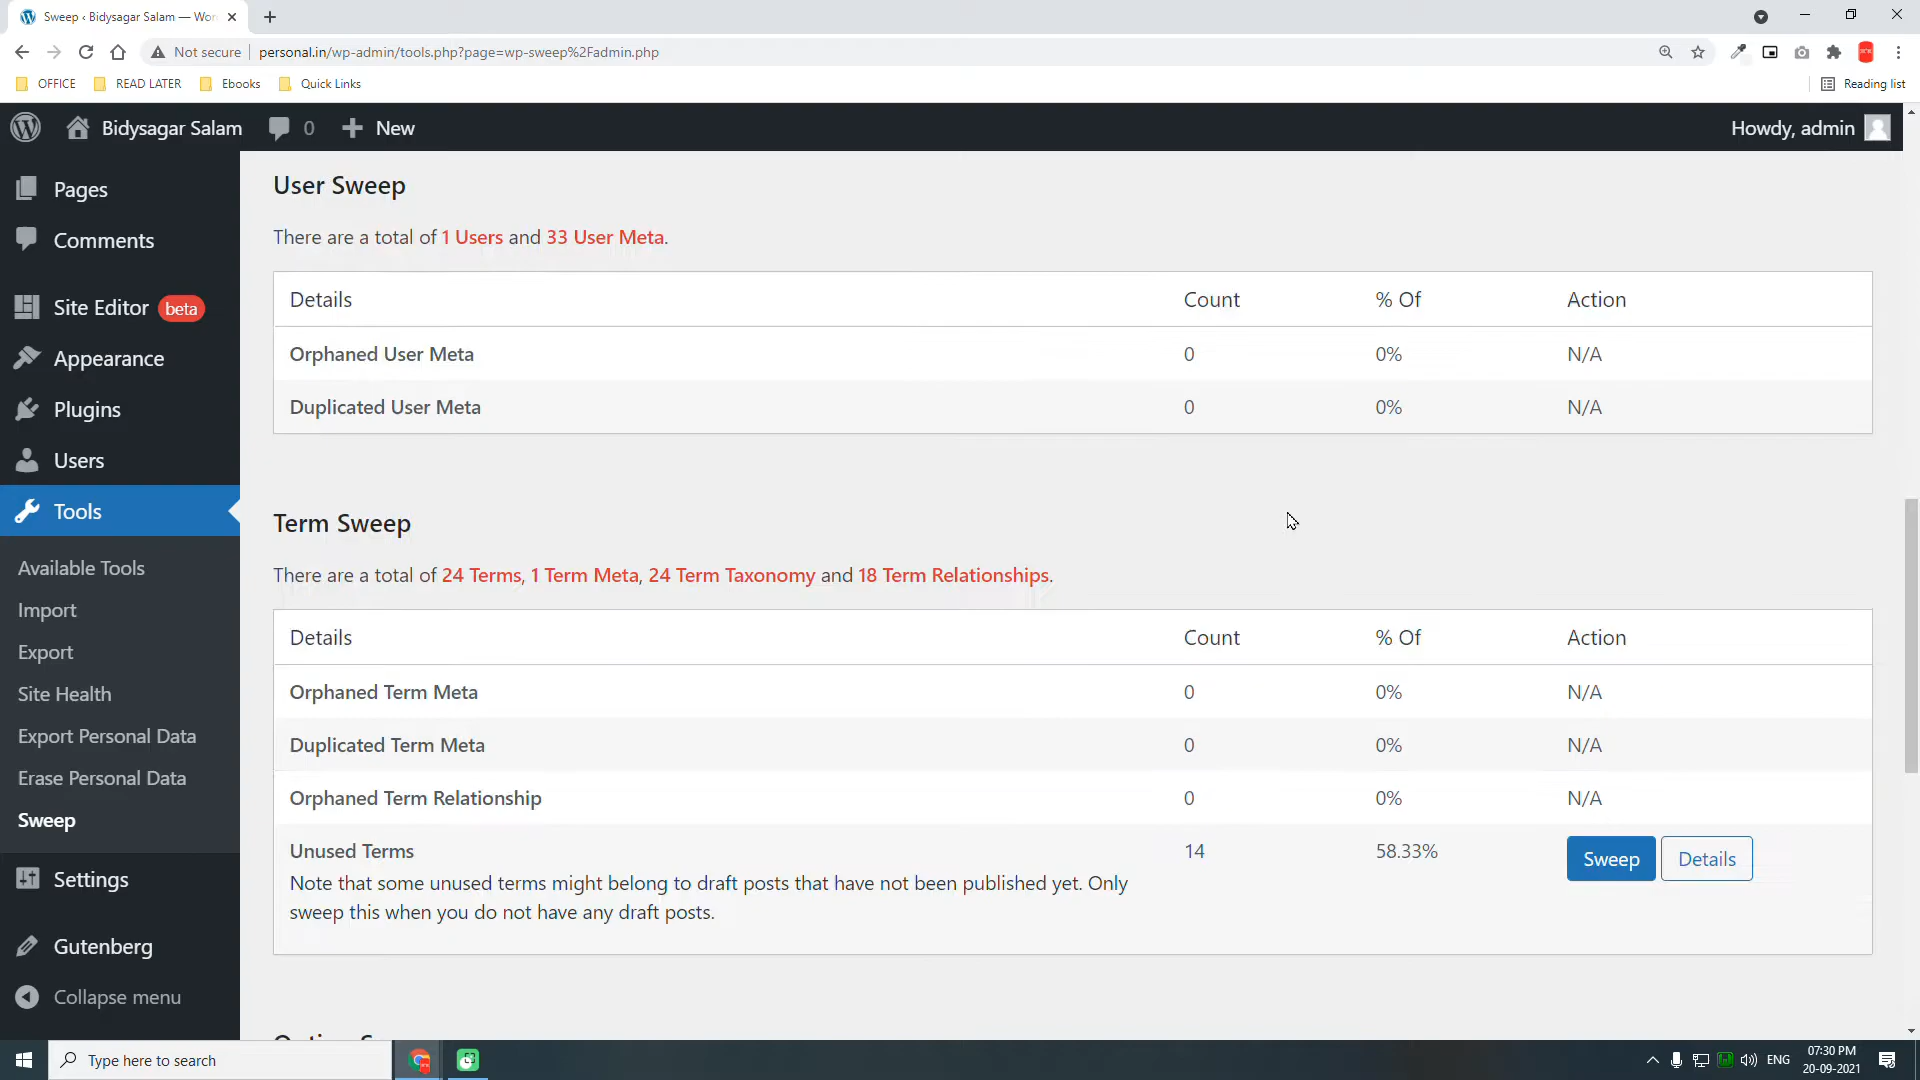 Sweep ‹ Bidysagar Salam — Wor
Not secure
personal.in/wp-admin/tools.php?page=wp-sweep%2Fadmin.php
OFFICE
READ LATER
Ebooks
Quick Links
Reading list
Bidysagar Salam
0
New
Howdy, admin
Pages
Comments
Site Editor beta
Appearance
Plugins
Users
Tools
Available Tools
Import
Export
Site Health
Export Personal Data
Erase Personal Data
Sweep
Settings
Gutenberg
Collapse menu
User Sweep
There are a total of 1 Users and 33 User Meta.
Details Count % Of Action
Orphaned User Meta 0 0% N/A
Duplicated User Meta 0 0% N/A
Term Sweep
There are a total of 24 Terms, 1 Term Meta, 24 Term Taxonomy and 18 Term Relationships.
Details Count % Of Action
Orphaned Term Meta 0 0% N/A
Duplicated Term Meta 0 0% N/A
Orphaned Term Relationship 0 0% N/A
Unused Terms 14 58.33% Sweep Details
Note that some unused terms might belong to draft posts that have not been published yet. Only
sweep this when you do not have any draft posts.
Type here to search
ENG
07:30 PM
20-09-2021